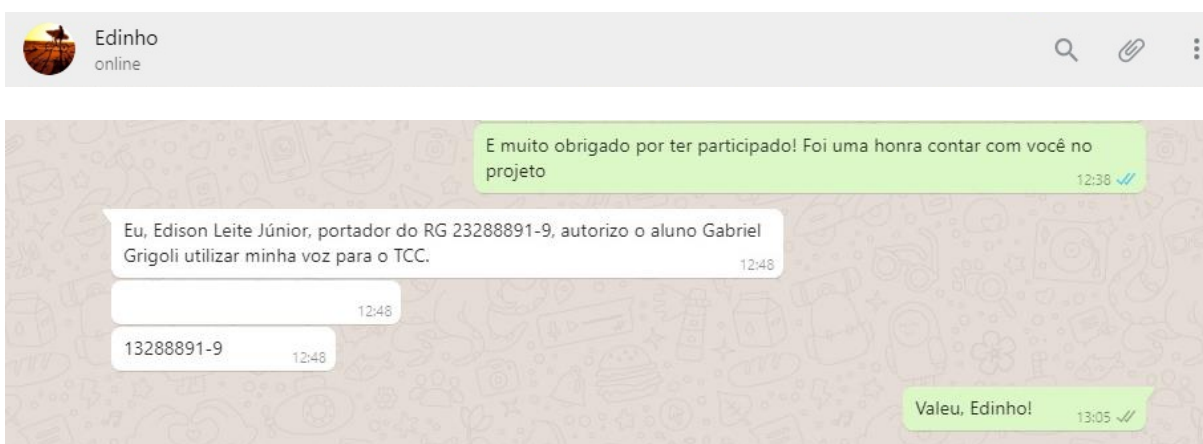 Edinho
online
E muito obrigado por ter participado! Foi uma honra contar com você no
projeto
12:38
Eu, Edison Leite Júnior, portador do RG 23288891-9, autorizo o aluno Gabriel
Grigoli utilizar minha voz para o TCC.
12:48
12:48
13288891-9
12:48
Valeu, Edinho!
13:05